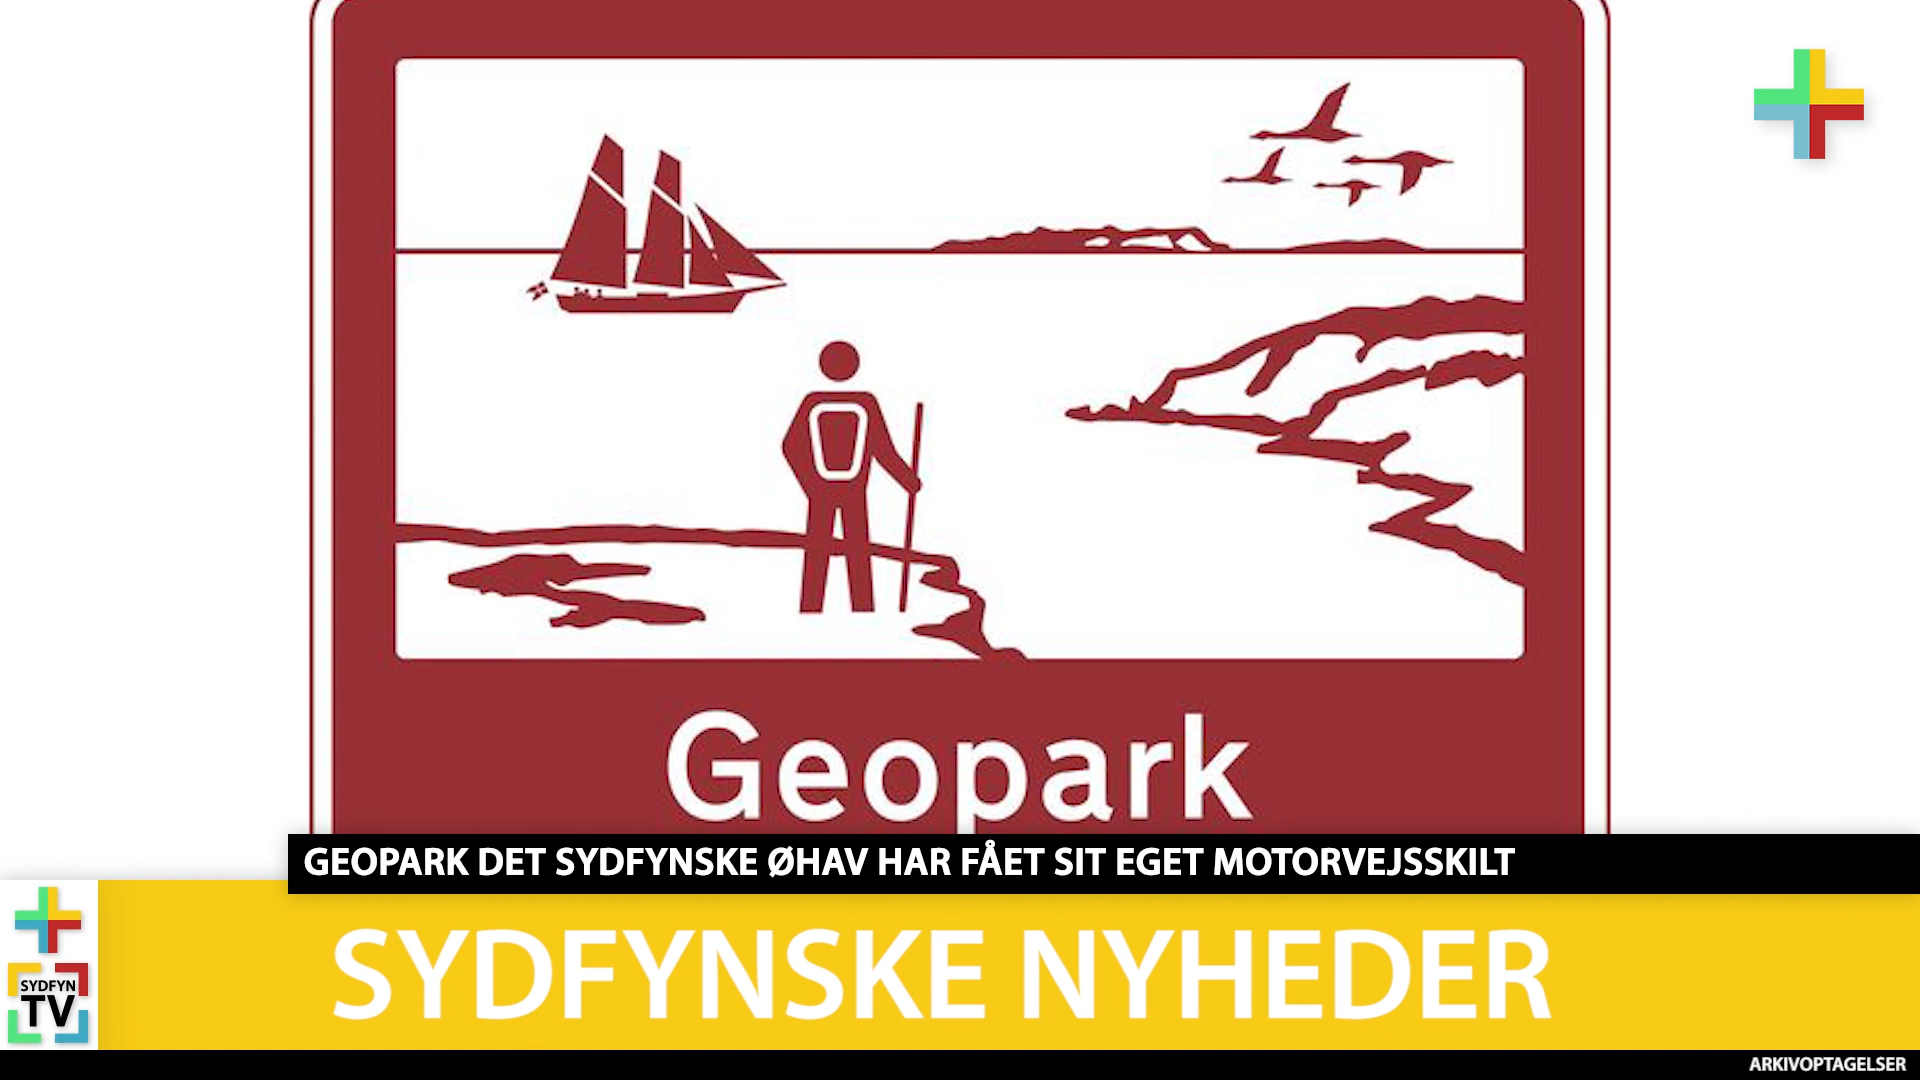 Geopark
GEOPARK DET SYDFYNSKE ØHAV HAR FÅET SIT EGET MOTORVEJSSKILT
SYDFYNSKE NYHEDER
SYDFYN
TV
ARKIVOPTAGELSER